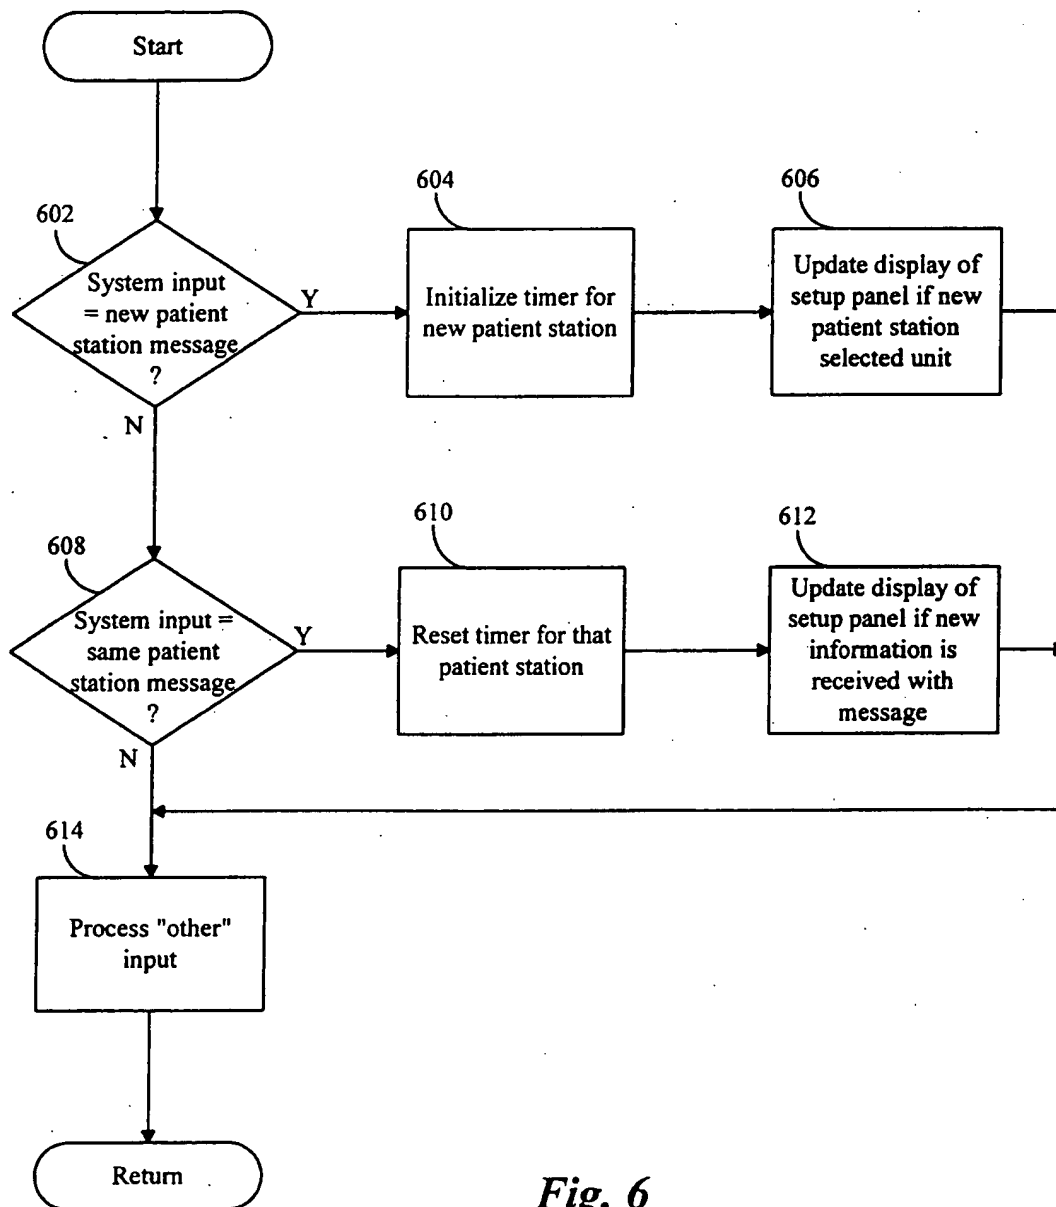 Start
602
System input
= new patient
station message
?
Y
N
604
Initialize timer for
new patient station
606
Update display of
setup panel if new
patient station
selected unit
608
System input =
same patient
station message
?
Y
N
610
Reset timer for that
patient station
612
Update display of
setup panel if new
information is
received with
message
614
Process "other"
input
Return
Fig. 6